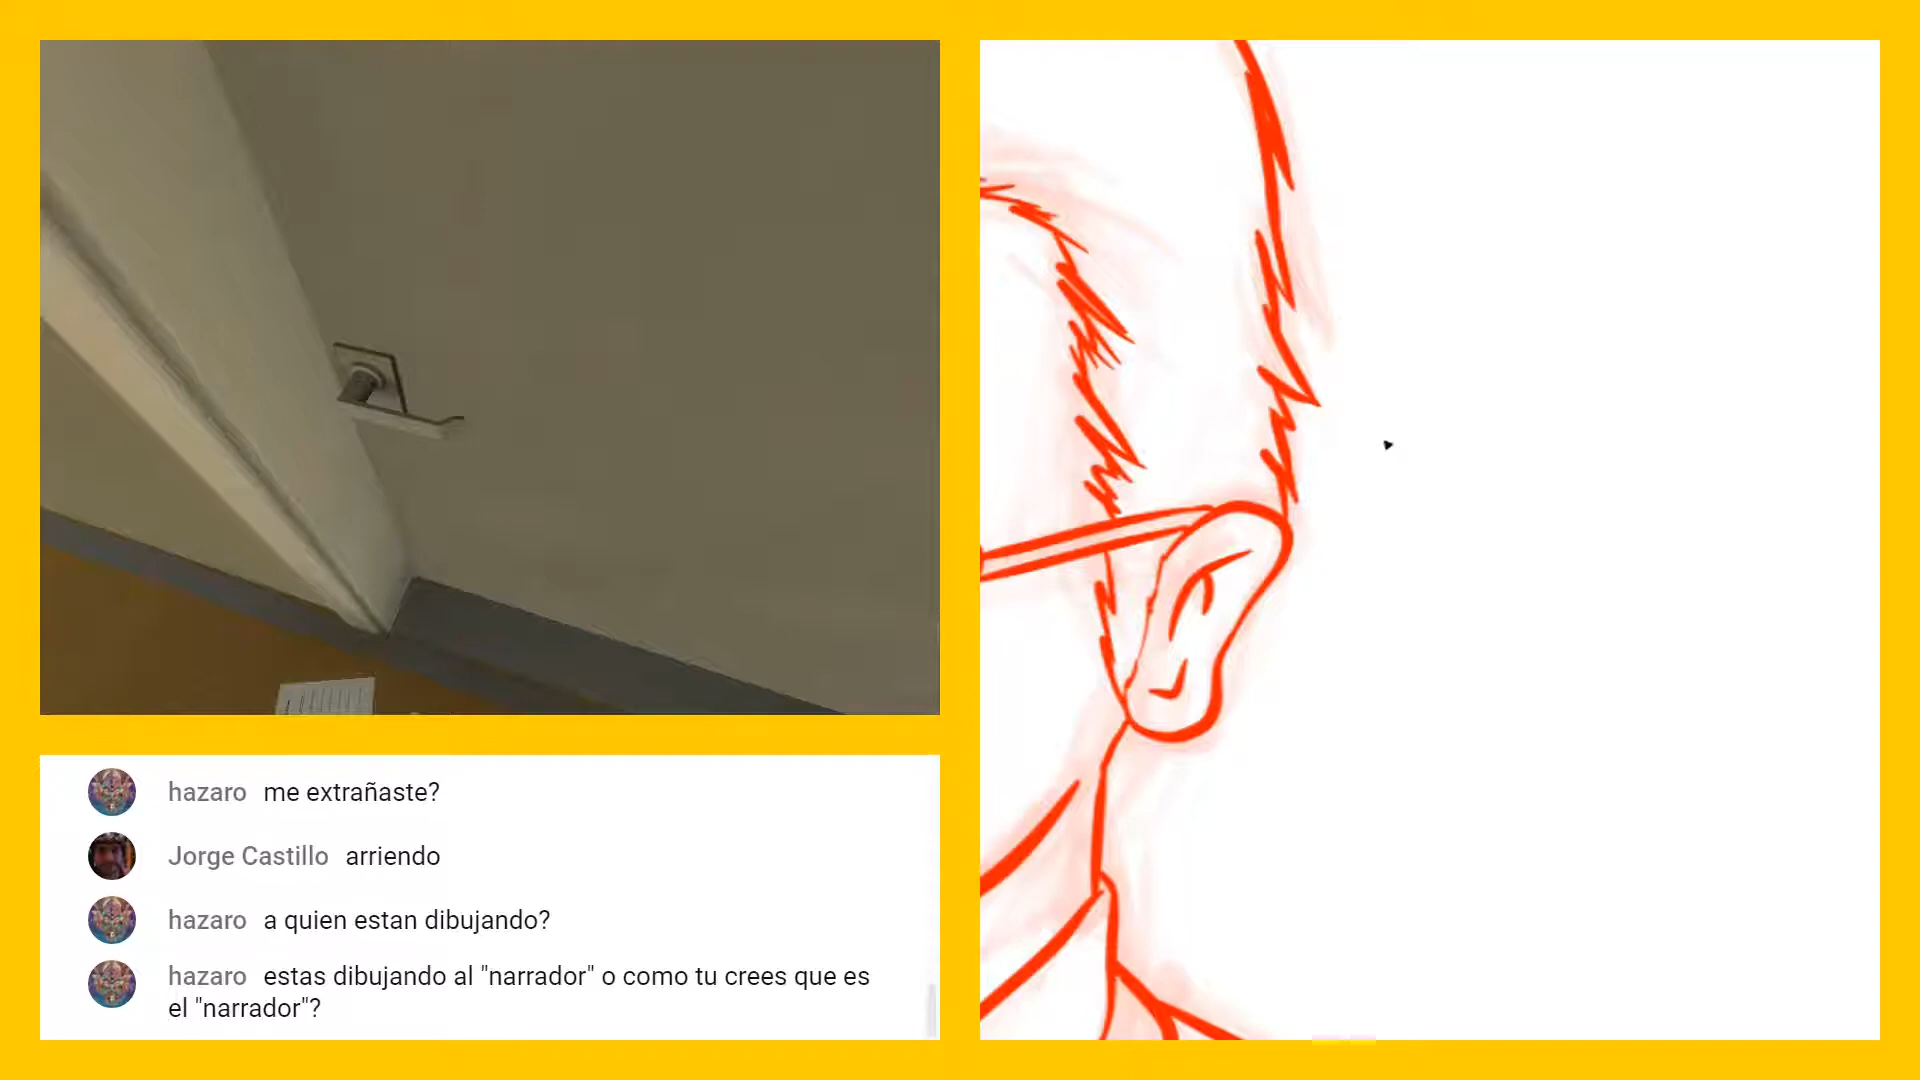 hazaro me extrañaste?
Jorge Castillo arriendo
hazaro a quien estan dibujando?
hazaro estas dibujando al "narrador" o como tu crees que es
el "narrador"?